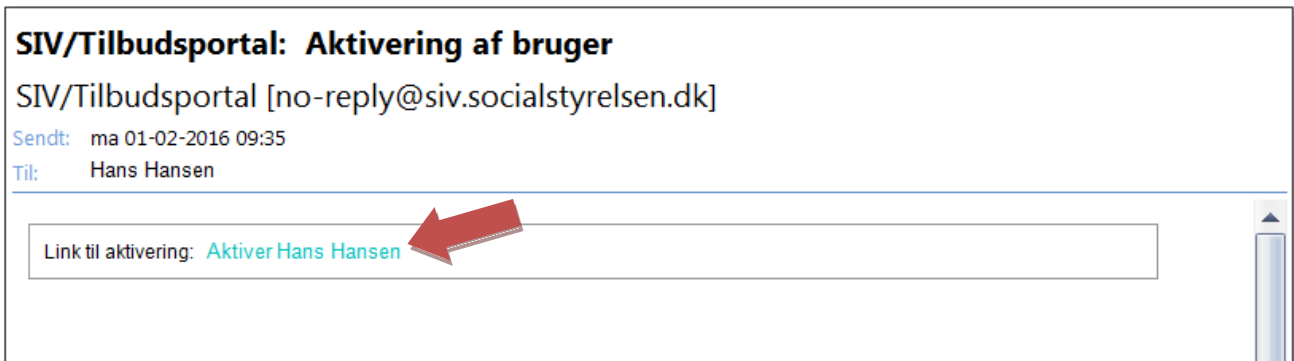 SIV/Tilbudsportal: Aktivering af bruger
SIV/Tilbudsportal [no-reply@siv.socialstyrelsen.dk]
Sendt: ma 01-02-2016 09:35
Til: Hans Hansen
Link til aktivering: Aktiver Hans Hansen